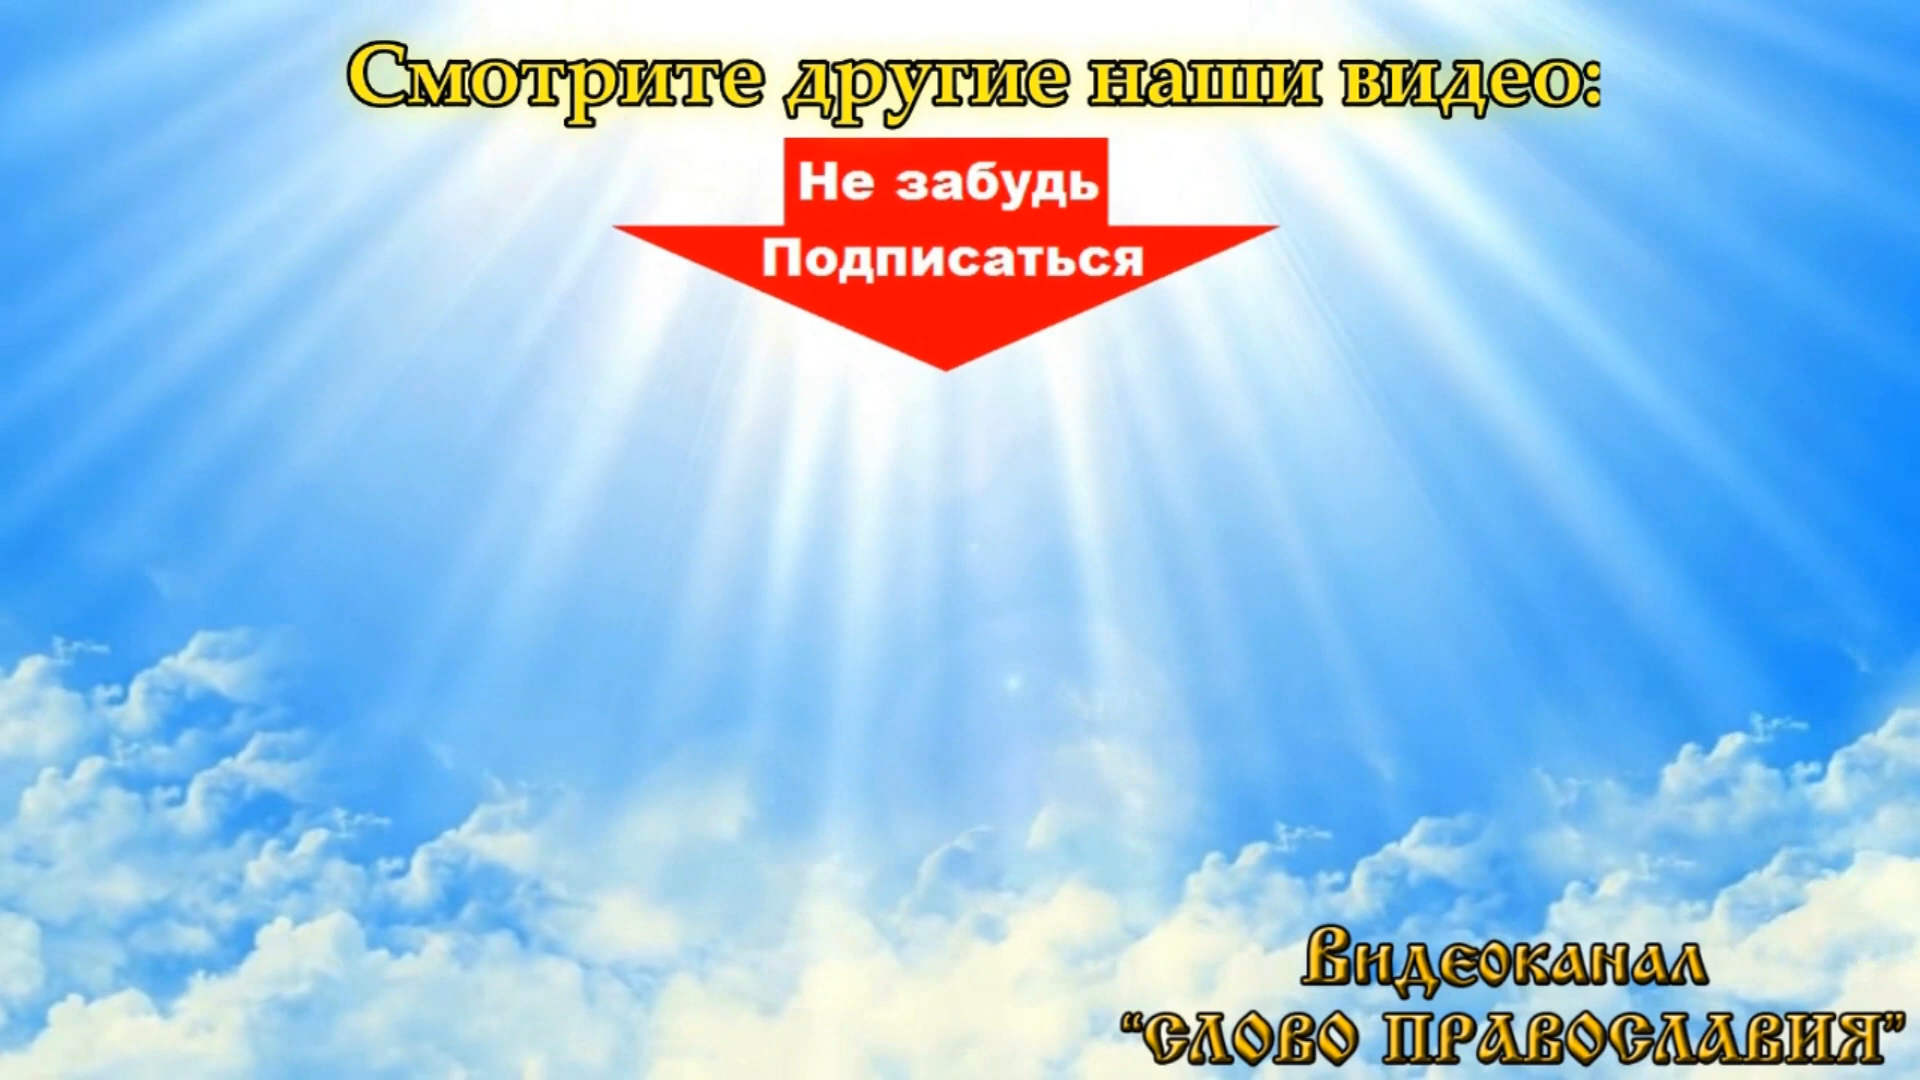 Смотрите другие наши видео:
Не забудь
Подписаться
Видеоканал
“СЛОВО ПРАВОСЛАВИЯ”